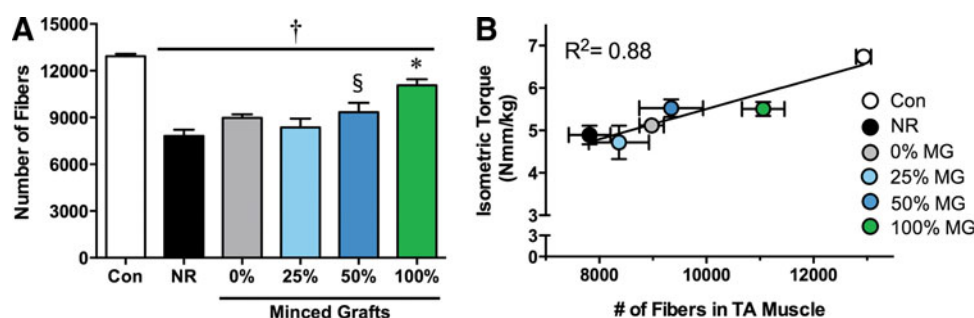 A
Number of Fibers
15000
12000
9000
6000
3000
0
†
§
*
Con NR 0% 25% 50% 100%
Minced Grafts
B
Isometric Torque
(Nmm/kg)
7
6
5
4
3
3
0
R²= 0.88
Con
NR
0% MG
25% MG
50% MG
100% MG
8000 10000 12000
# of Fibers in TA Muscle